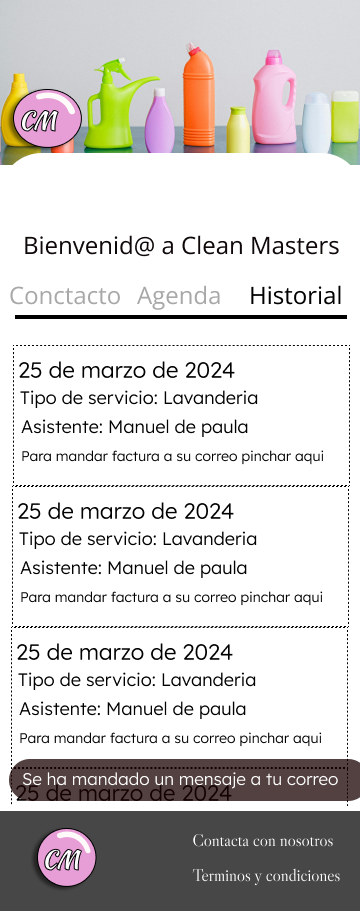 CM
Bienvenid@ a Clean Masters
Conctacto Agenda Historial
25 de marzo de 2024
Tipo de servicio: Lavanderia
Asistente: Manuel de paula
Para mandar factura a su correo pinchar aqui
25 de marzo de 2024
Tipo de servicio: Lavanderia
Asistente: Manuel de paula
Para mandar factura a su correo pinchar aqui
25 de marzo de 2024
Tipo de servicio: Lavanderia
Asistente: Manuel de paula
Para mandar factura a su correo pinchar aqui
Se ha mandado un mensaje a tu correo
25 de marzo de 2024
CM
Contacta con nosotros
Terminos y condiciones